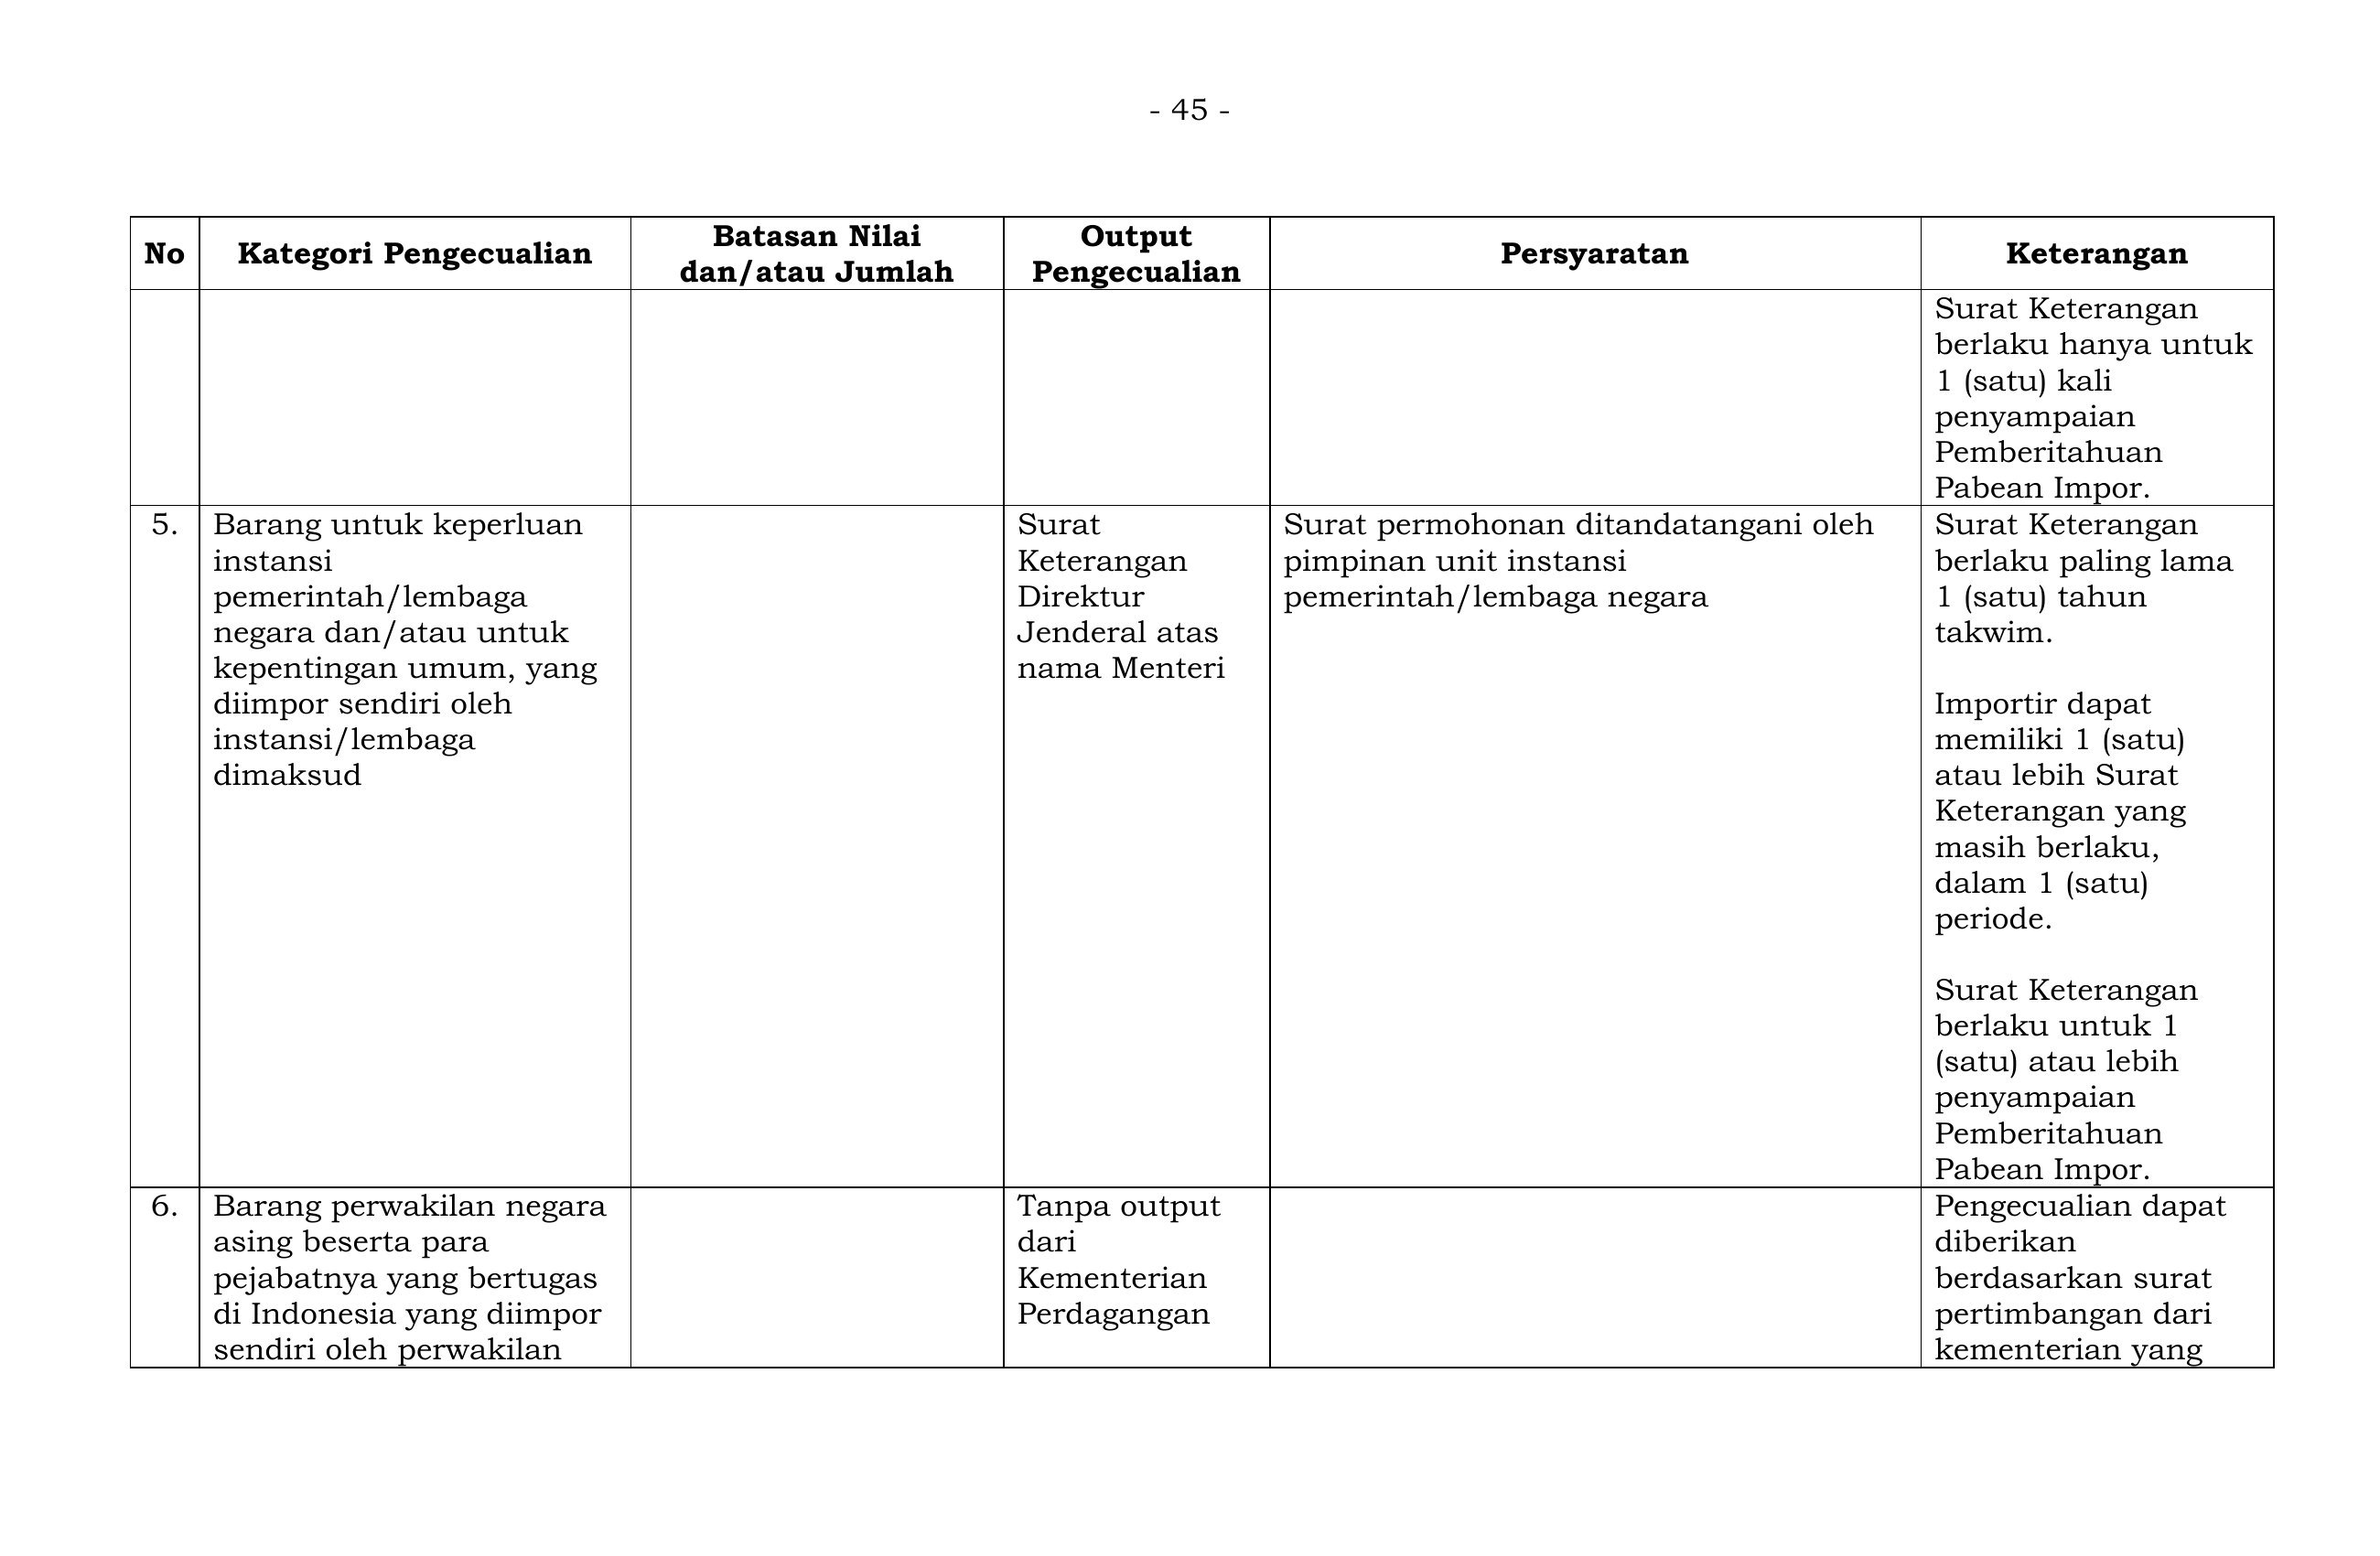 - 45 -
No
Kategori Pengecualian
Batasan Nilai
dan/atau Jumlah
Output
Pengecualian
Persyaratan
Keterangan
Surat Keterangan
berlaku hanya untuk
1 (satu) kali
penyampaian
Pemberitahuan
Pabean Impor.
5.
Barang untuk keperluan
instansi
pemerintah/lembaga
negara dan/atau untuk
kepentingan umum, yang
diimpor sendiri oleh
instansi/lembaga
dimaksud
Surat
Keterangan
Direktur
Jenderal atas
nama Menteri
Surat permohonan ditandatangani oleh
pimpinan unit instansi
pemerintah/lembaga negara
Surat Keterangan
berlaku paling lama
1 (satu) tahun
takwim.
Importir dapat
memiliki 1 (satu)
atau lebih Surat
Keterangan yang
masih berlaku,
dalam 1 (satu)
periode.
Surat Keterangan
berlaku untuk 1
(satu) atau lebih
penyampaian
Pemberitahuan
Pabean Impor.
6.
Barang perwakilan negara
asing beserta para
pejabatnya yang bertugas
di Indonesia yang diimpor
sendiri oleh perwakilan
Tanpa output
dari
Kementerian
Perdagangan
Pengecualian dapat
diberikan
berdasarkan surat
pertimbangan dari
kementerian yang